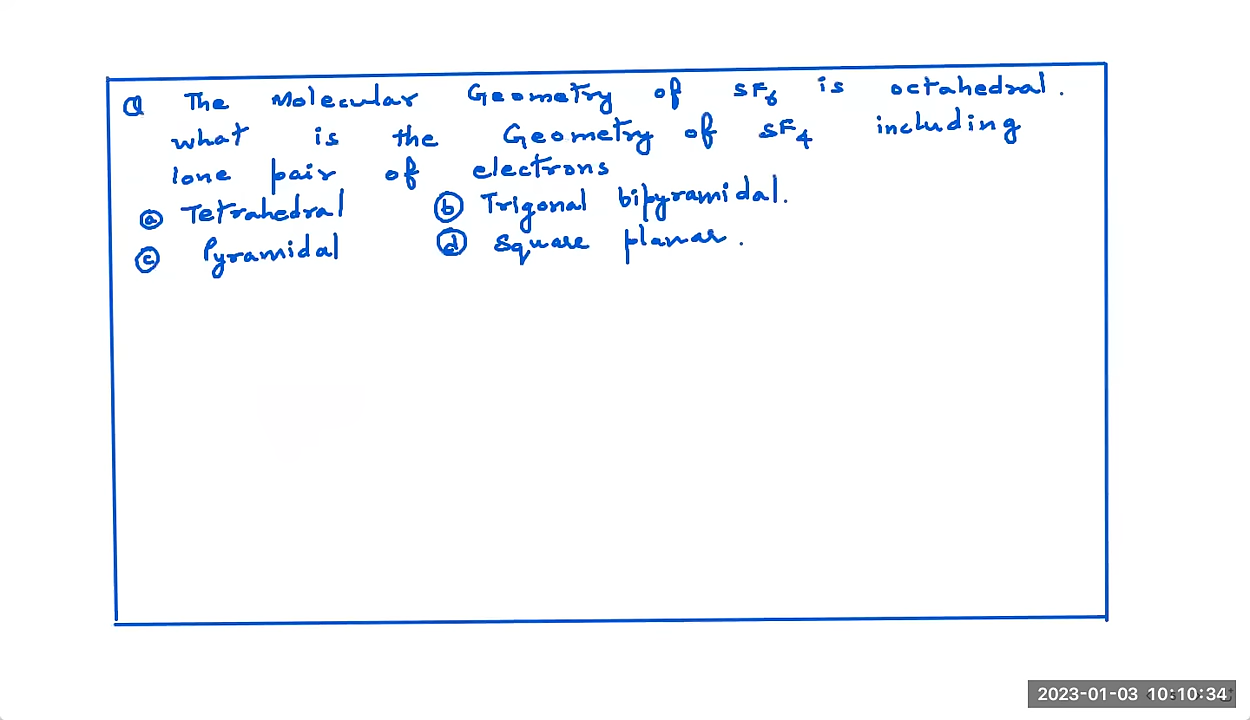 Q The Molecular Geometry of SF₆ is octahedral.
what is the Geometry of SF₄ including
lone pair of electrons
ⓐ Tetrahedral ⓑ Trigonal bipyramidal.
ⓒ Pyramidal ⓓ square planar.
2023-01-03 10:10:34